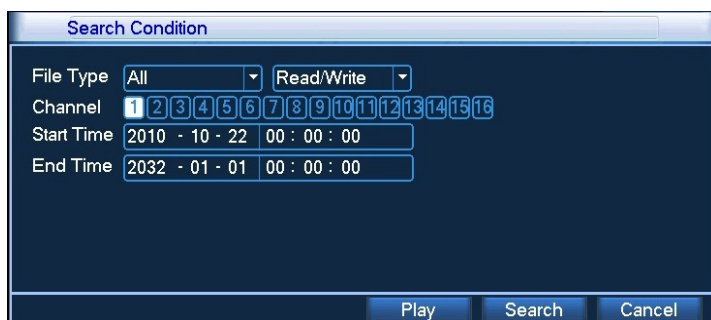 Search Condition
File Type All Read/Write
Channel 1 2 3 4 5 6 7 8 9 10 11 12 13 14 15 16
Start Time 2010 - 10 - 22 00 : 00 : 00
End Time 2032 - 01 - 01 00 : 00 : 00
Play Search Cancel